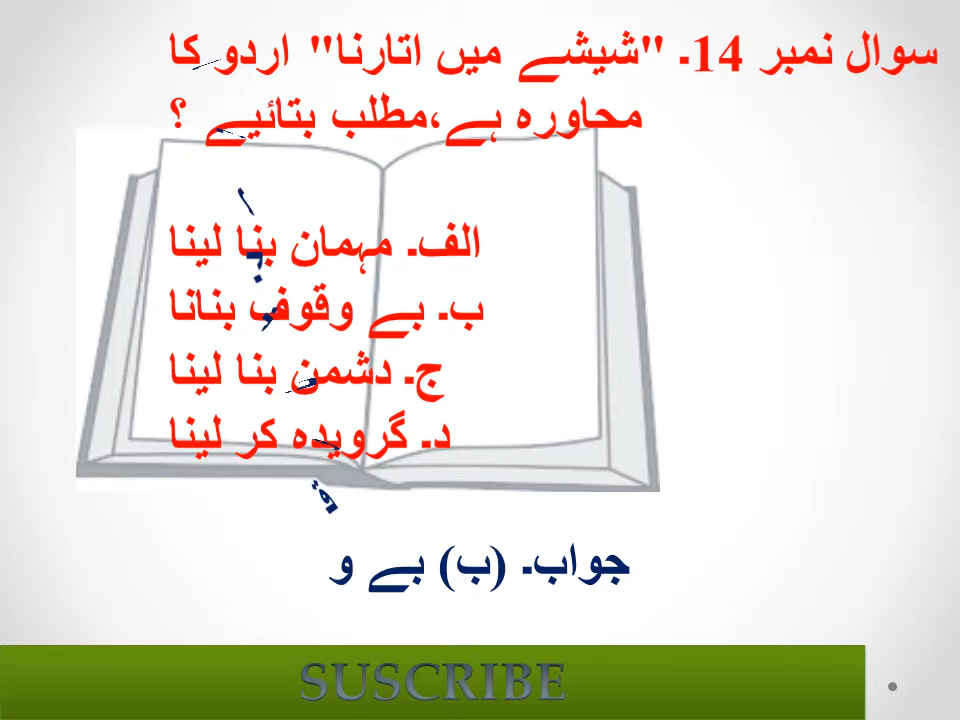 سوال نمبر 14۔ "شیشے میں اتارنا" اردو کا
محاورہ ہے،مطلب بتائیے ؟
الف۔ مہمان بنا لینا
ب۔ بے وقوف بنانا
ج۔ دشمن بنا لینا
د۔ گرویدہ کر لینا
جواب۔ (ب) بے و
SUSCRIBE